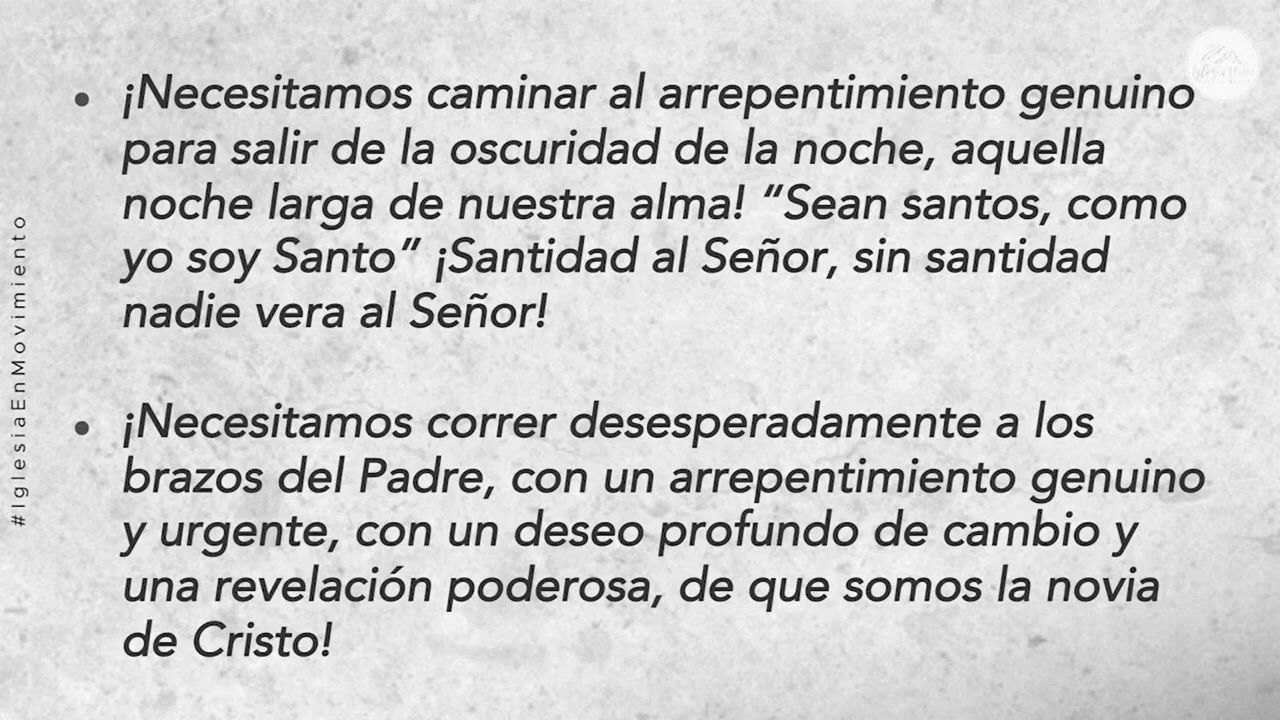 • ¡Necesitamos caminar al arrepentimiento genuino
para salir de la oscuridad de la noche, aquella
noche larga de nuestra alma! “Sean santos, como
yo soy Santo” ¡Santidad al Señor, sin santidad
nadie vera al Señor!
• ¡Necesitamos correr desesperadamente a los
brazos del Padre, con un arrepentimiento genuino
y urgente, con un deseo profundo de cambio y
una revelación poderosa, de que somos la novia
de Cristo!
#IglesiaEnMovimiento